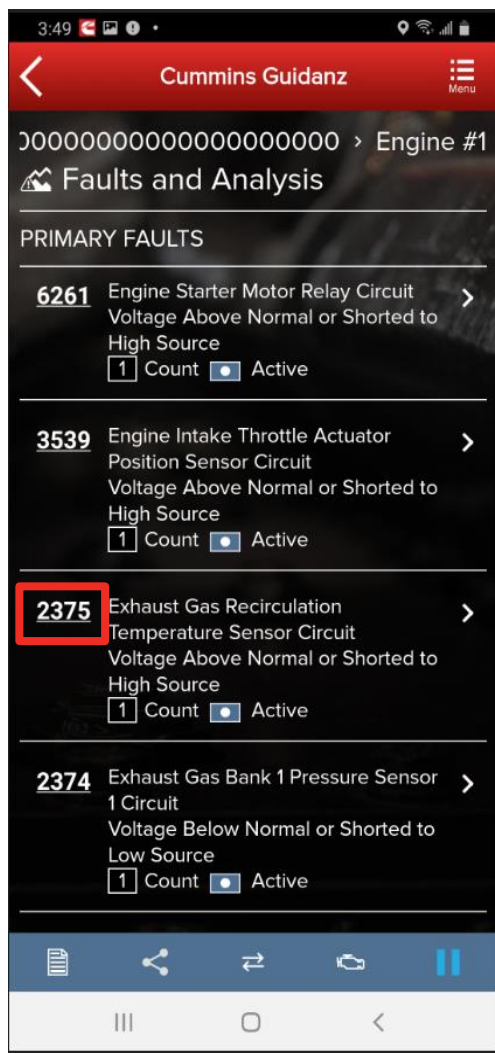 3:49
Cummins Guidanz
Menu
00000000000000000000000 > Engine #1
Faults and Analysis
PRIMARY FAULTS
6261 Engine Starter Motor Relay Circuit
Voltage Above Normal or Shorted to
High Source
1 Count Active
3539 Engine Intake Throttle Actuator
Position Sensor Circuit
Voltage Above Normal or Shorted to
High Source
1 Count Active
2375 Exhaust Gas Recirculation
Temperature Sensor Circuit
Voltage Above Normal or Shorted to
High Source
1 Count Active
2374 Exhaust Gas Bank 1 Pressure Sensor
1 Circuit
Voltage Below Normal or Shorted to
Low Source
1 Count Active